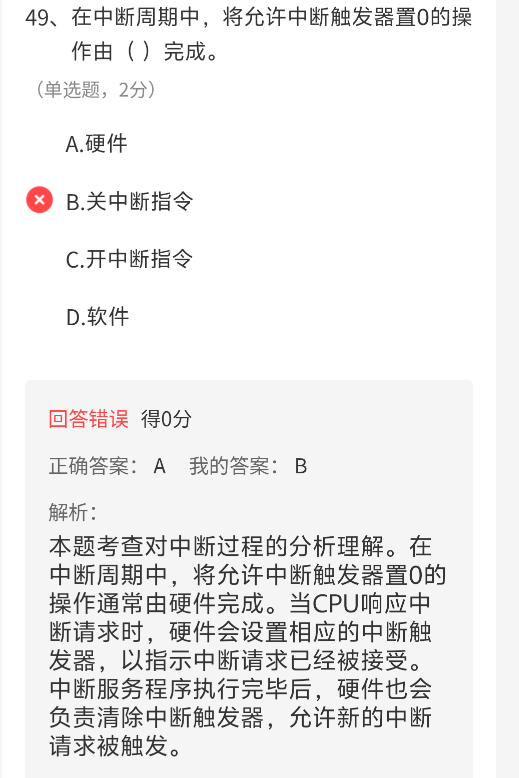 49、在中断周期中，将允许中断触发器置0的操
作由（ ）完成。
（单选题，2分）
A.硬件
B.关中断指令
C.开中断指令
D.软件
回答错误 得0分
正确答案： A 我的答案： B
解析：
本题考查对中断过程的分析理解。在
中断周期中，将允许中断触发器置0的
操作通常由硬件完成。当CPU响应中
断请求时，硬件会设置相应的中断触
发器，以指示中断请求已经被接受。
中断服务程序执行完毕后，硬件也会
负责清除中断触发器，允许新的中断
请求被触发。